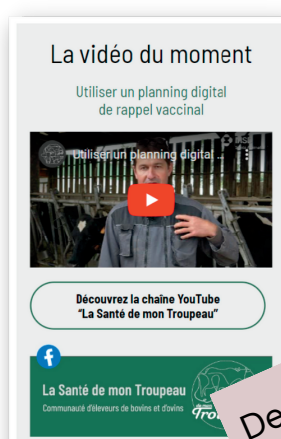 La vidéo du moment
Utiliser un planning digital
de rappel vaccinal
Utiliser un planning digital ...
Découvrez la chaîne YouTube
“La Santé de mon Troupeau”
La Santé de mon Troupeau
Communauté d'éleveurs de bovins et d'ovins